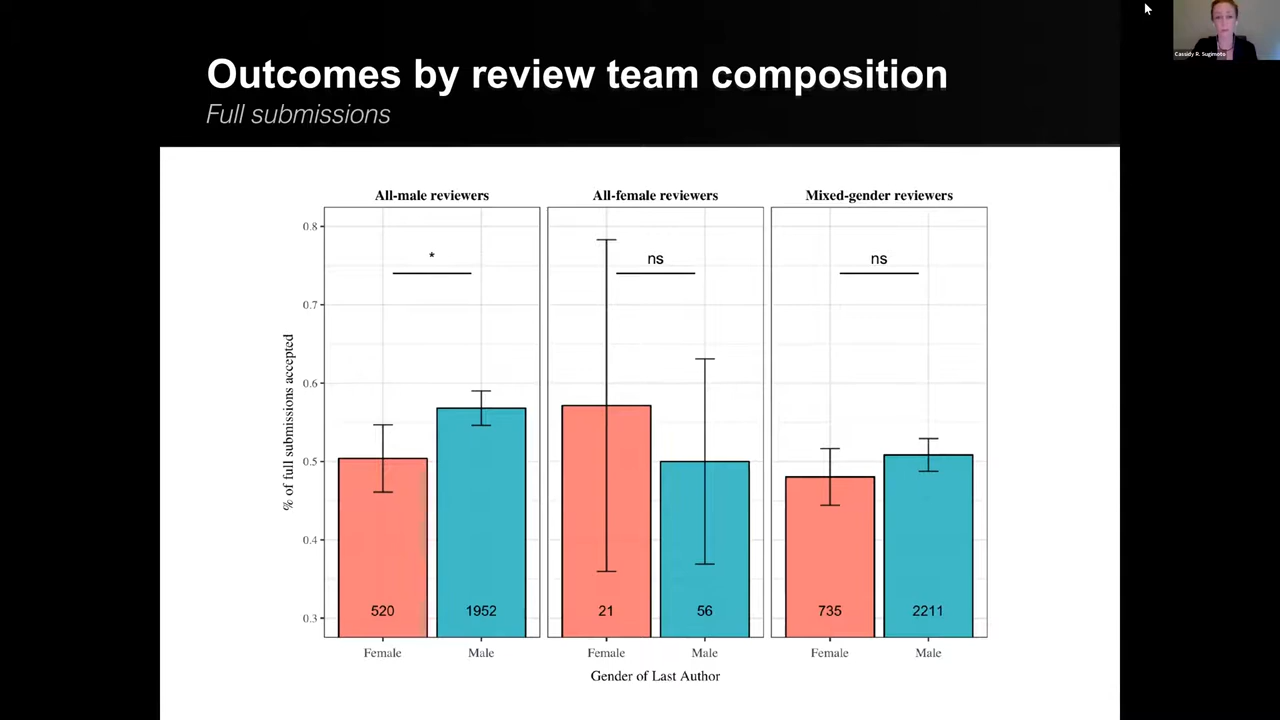 Cassidy R. Sugimoto
Outcomes by review team composition
Full submissions
All-male reviewers
All-female reviewers
Mixed-gender reviewers
% of full submissions accepted
0.8
0.7
0.6
0.5
0.4
0.3
*
ns
ns
520
1952
21
56
735
2211
Female
Male
Female
Male
Female
Male
Gender of Last Author